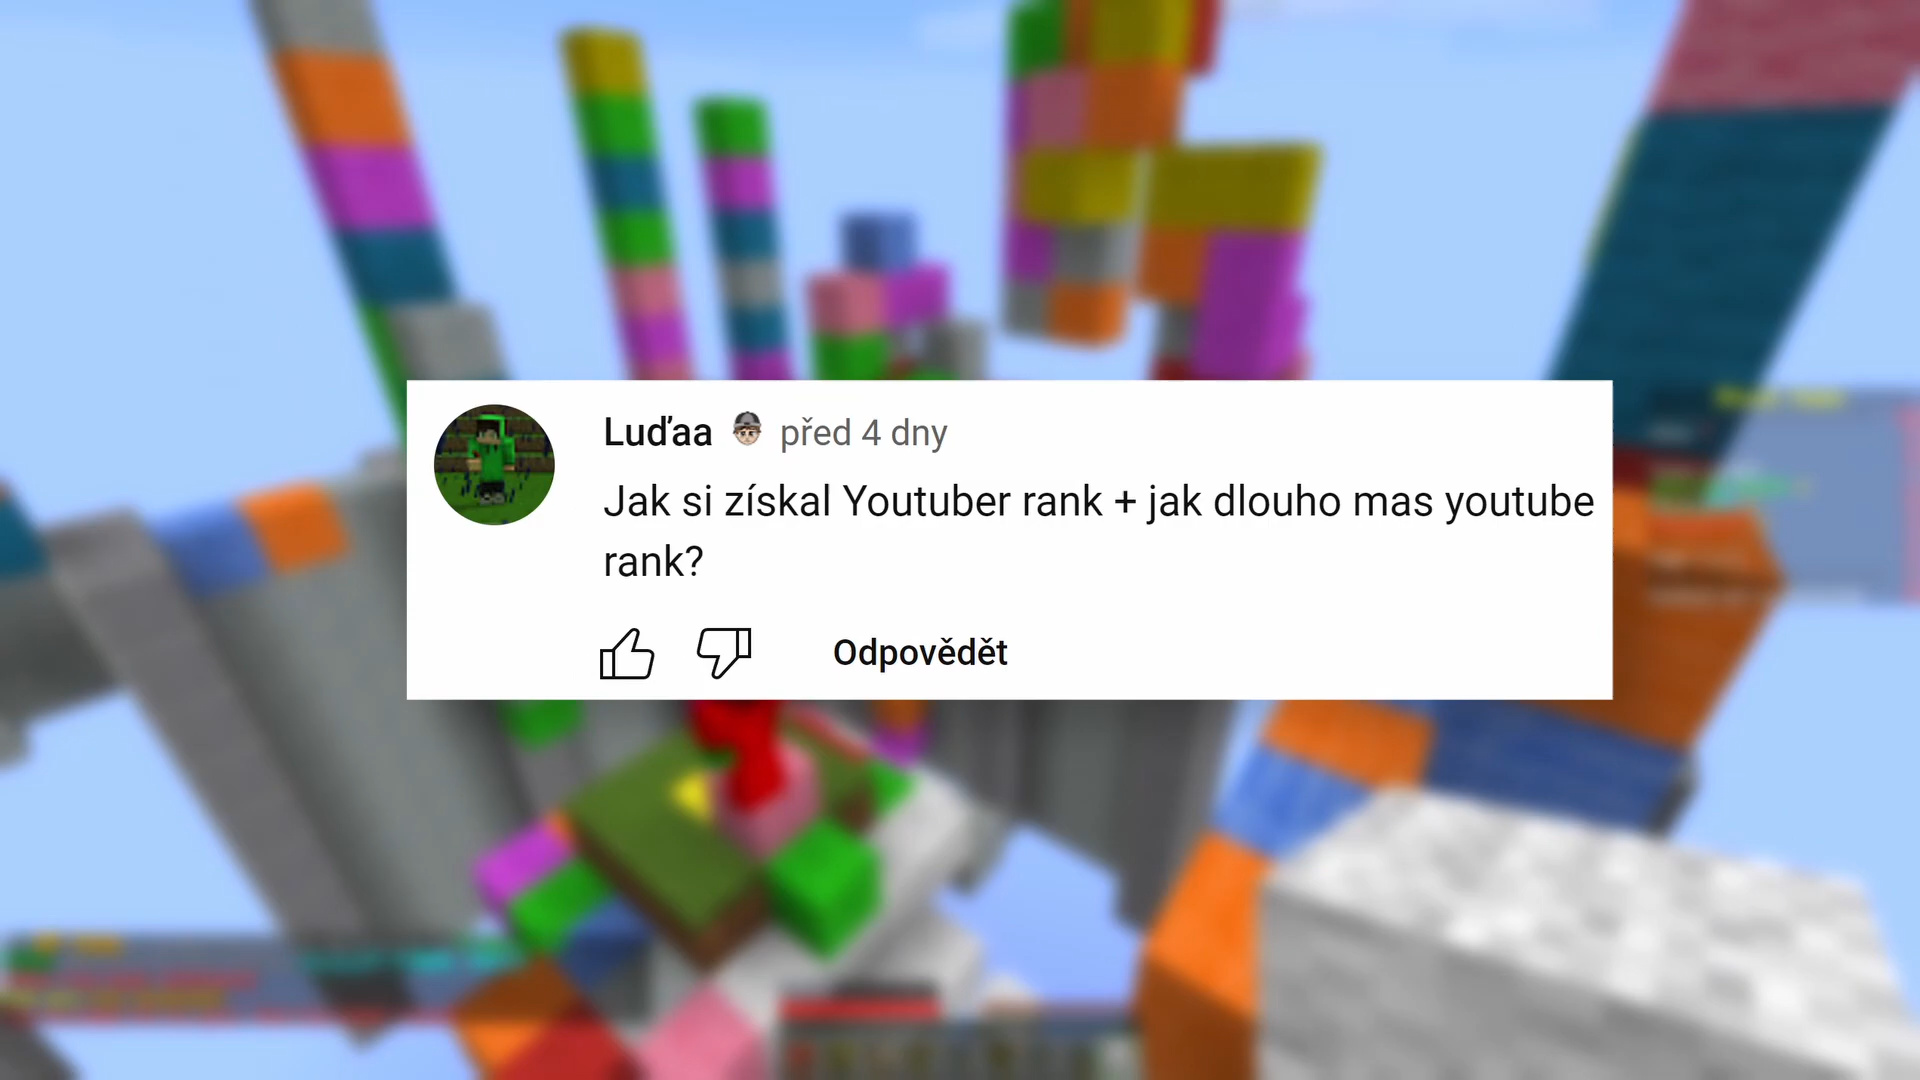 Luďaa před 4 dny
Jak si získal Youtuber rank + jak dlouho mas youtube
rank?
Odpovědět